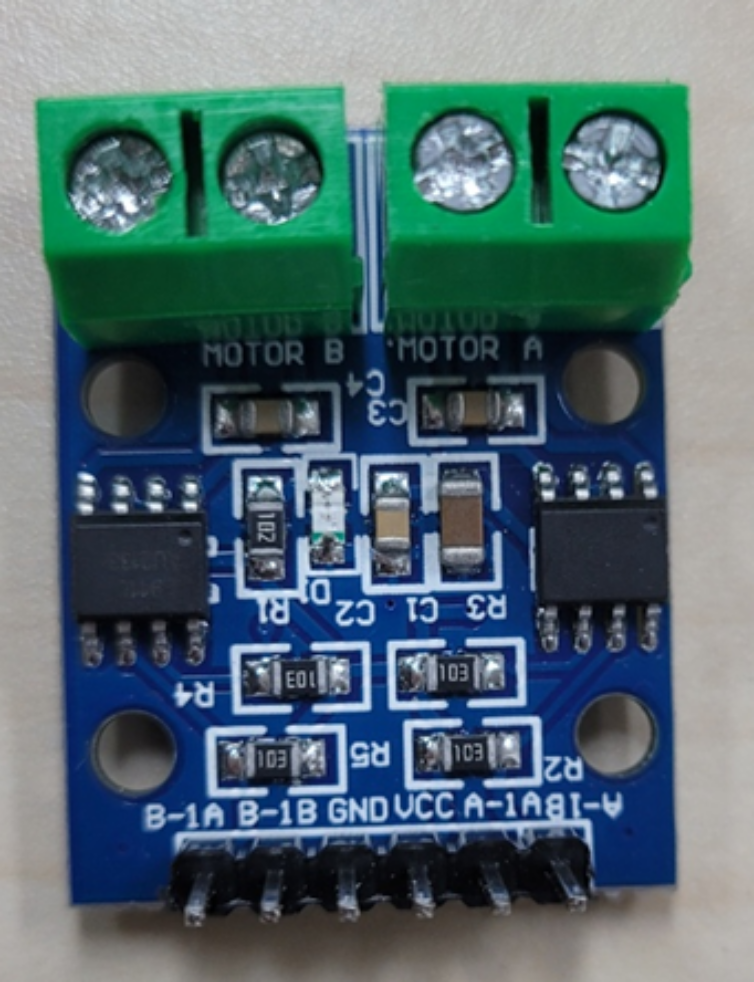 MOTOR B MOTOR A
C4 C3
102
R1 D1 C2 C1 R3
R4 103 103
103 R5 103 R2
B-1A B-1B GND VCC A-1A A-1B